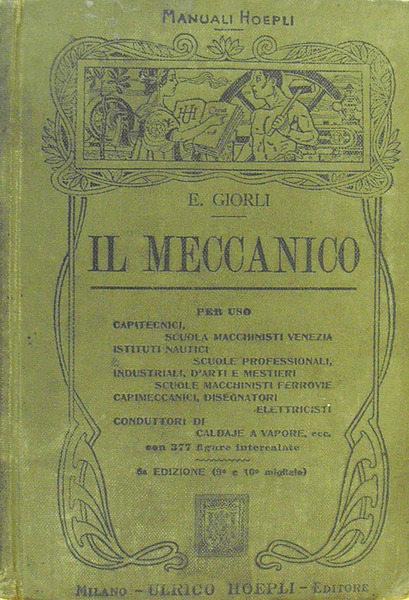 MANUALI HOEPLI
E. GIORLI
IL MECCANICO
PER USO
CAPITECNICI,
SCUOLA MACCHINISTI VENEZIA
ISTITUTI NAUTICI
SCUOLE PROFESSIONALI,
INDUSTRIALI, D'ARTI E MESTIERI
SCUOLE MACCHINISTI FERROVIE
CAPIMECCANICI, DISEGNATORI
ELETTRICISTI
CONDUTTORI DI
CALDAJE A VAPORE, ecc.
con 377 figure intercalate
6a EDIZIONE (9º e 10º migliaio)
MILANO - ULRICO HOEPLI - EDITORE